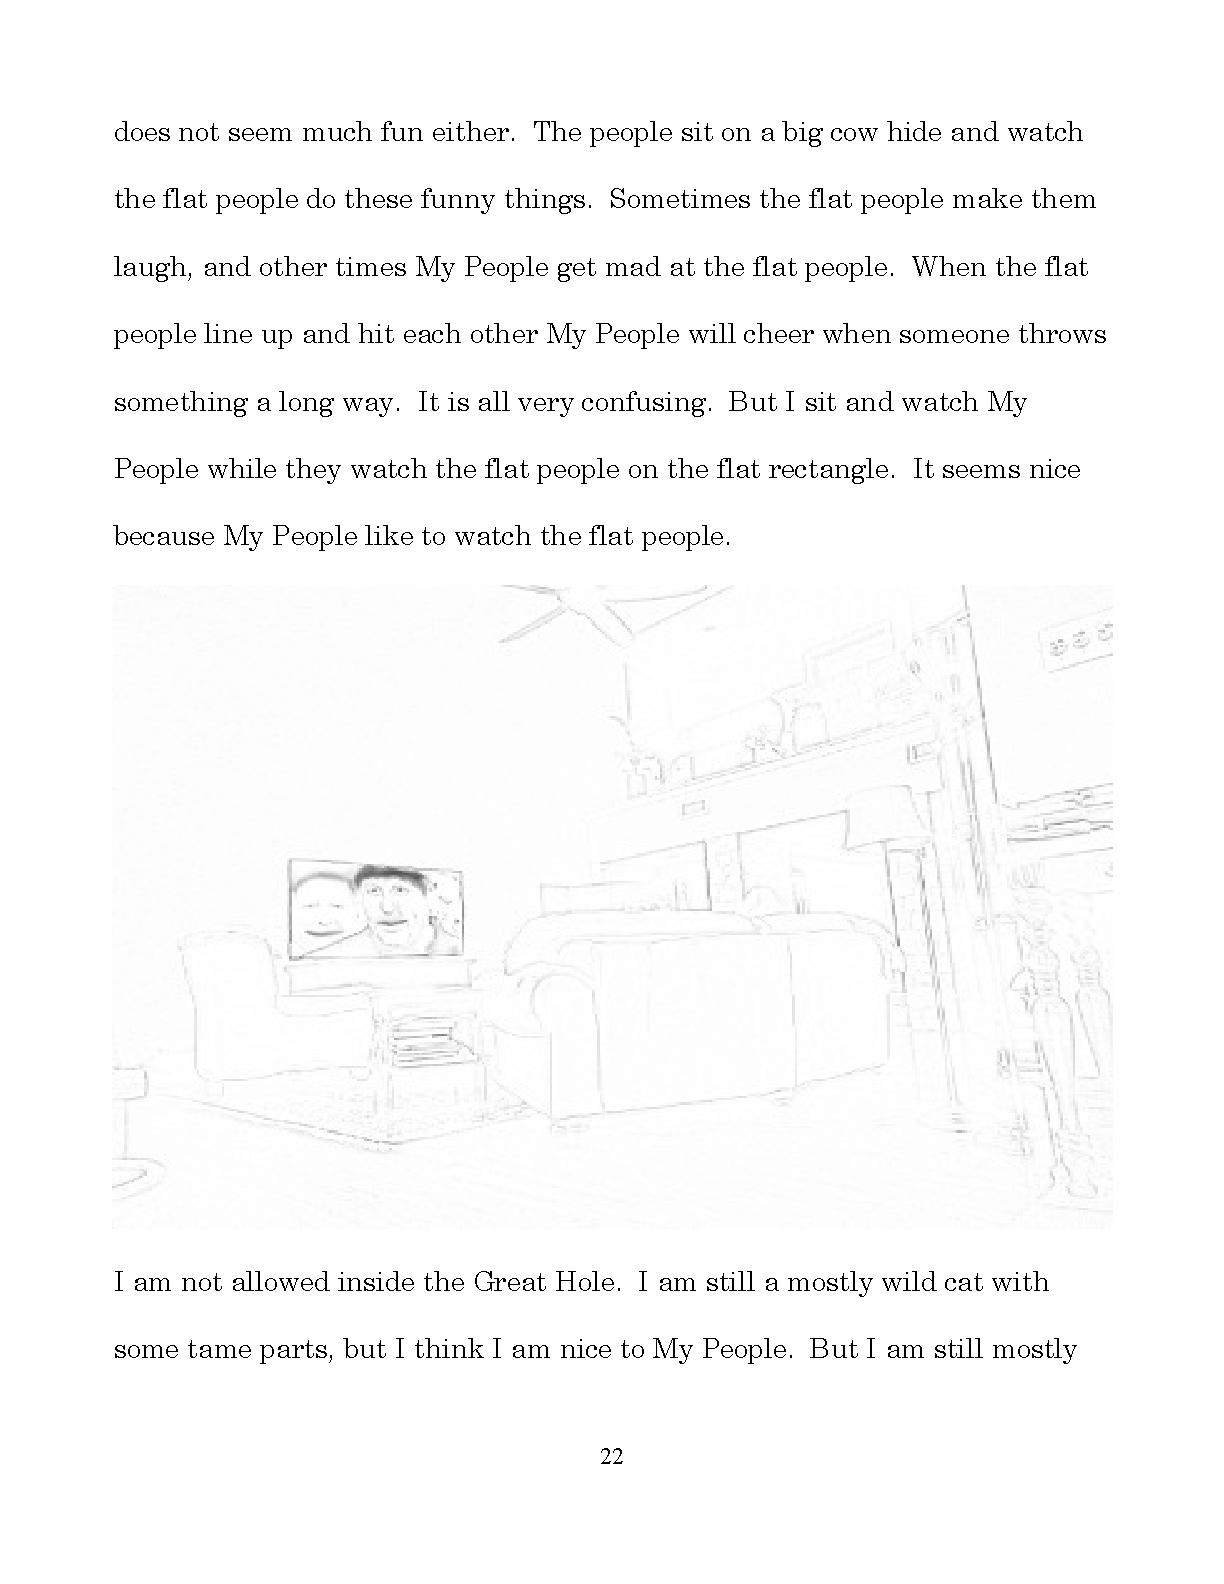 does not seem much fun either.  The people sit on a big cow hide and watch
the flat people do these funny things.  Sometimes the flat people make them
laugh, and other times My People get mad at the flat people.  When the flat
people line up and hit each other My People will cheer when someone throws
something a long way.  It is all very confusing.  But I sit and watch My
People while they watch the flat people on the flat rectangle.  It seems nice
because My People like to watch the flat people.
I am not allowed inside the Great Hole.  I am still a mostly wild cat with
some tame parts, but I think I am nice to My People.  But I am still mostly
22